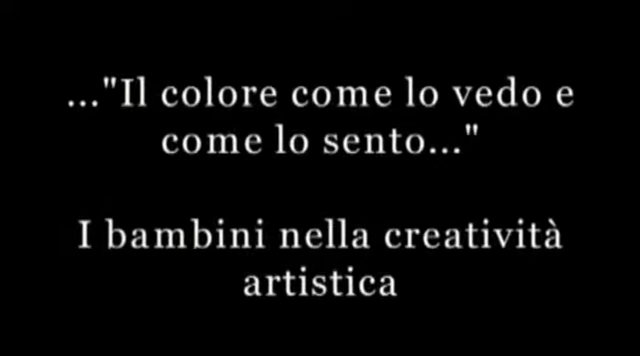 ..."Il colore come lo vedo e
come lo sento..."
I bambini nella creatività
artistica